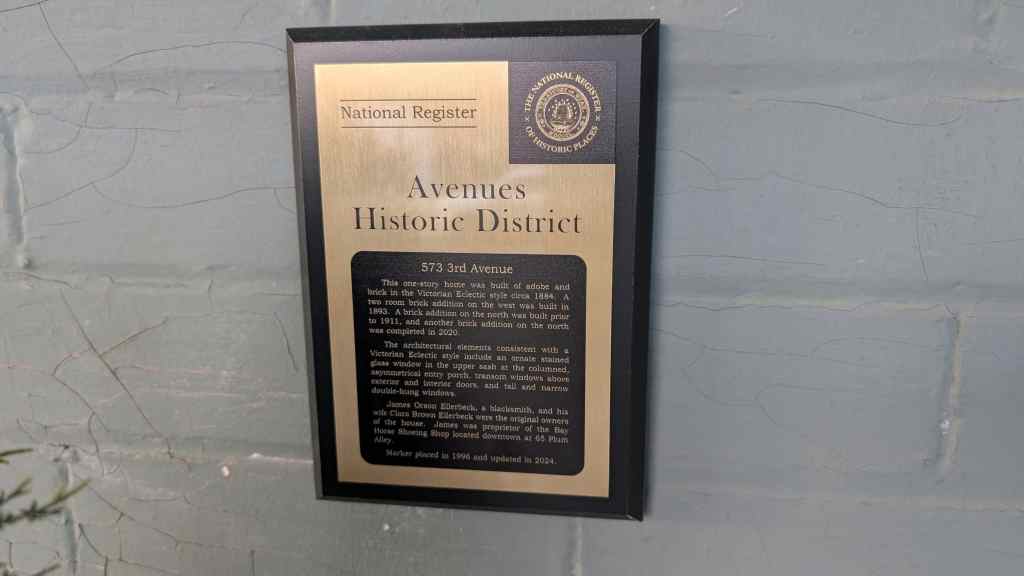 National Register
THE NATIONAL REGISTER
OF HISTORIC PLACES
Avenues
Historic District
573 3rd Avenue
This one-story home was built of adobe and
brick in the Victorian Eclectic style circa 1884. A
two room brick addition on the west was built in
1893. A brick addition on the north was built prior
to 1911, and another brick addition on the north
was completed in 2020.
The architectural elements consistent with a
Victorian Eclectic style include an ornate stained
glass window in the upper sash at the columned,
asymmetrical entry porch, transom windows above
exterior and interior doors, and tall and narrow
double-hung windows.
James Orson Ellerbeck, a blacksmith, and his
wife Clara Brown Ellerbeck were the original owners
of the house. James was proprietor of the Bay
Horse Shoeing Shop located downtown at 65 Plum
Alley.
Marker placed in 1996 and updated in 2024.